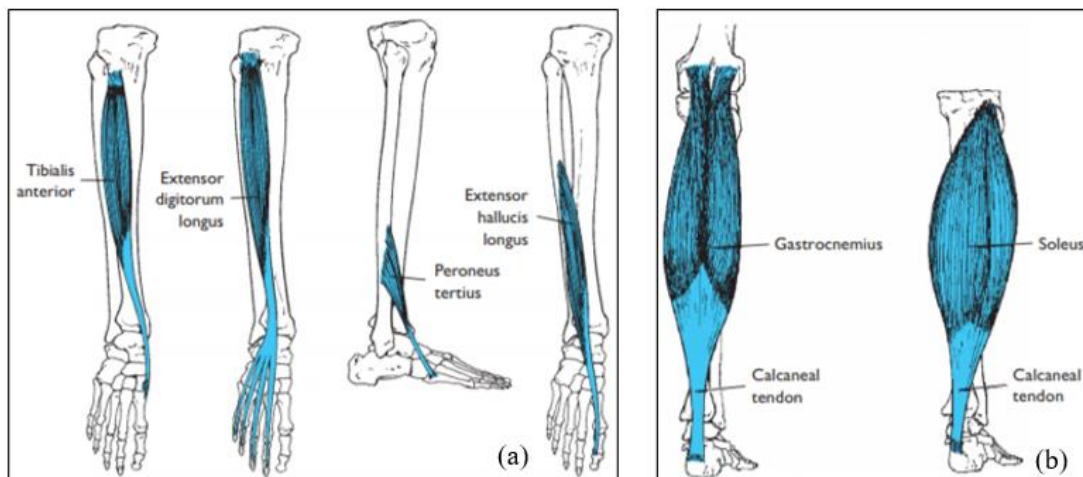 Tibialis
anterior
Extensor
digitorum
longus
Peroneus
tertius
Extensor
hallucis
longus
(a)
Gastrocnemius
Calcaneal
tendon
Soleus
Calcaneal
tendon
(b)